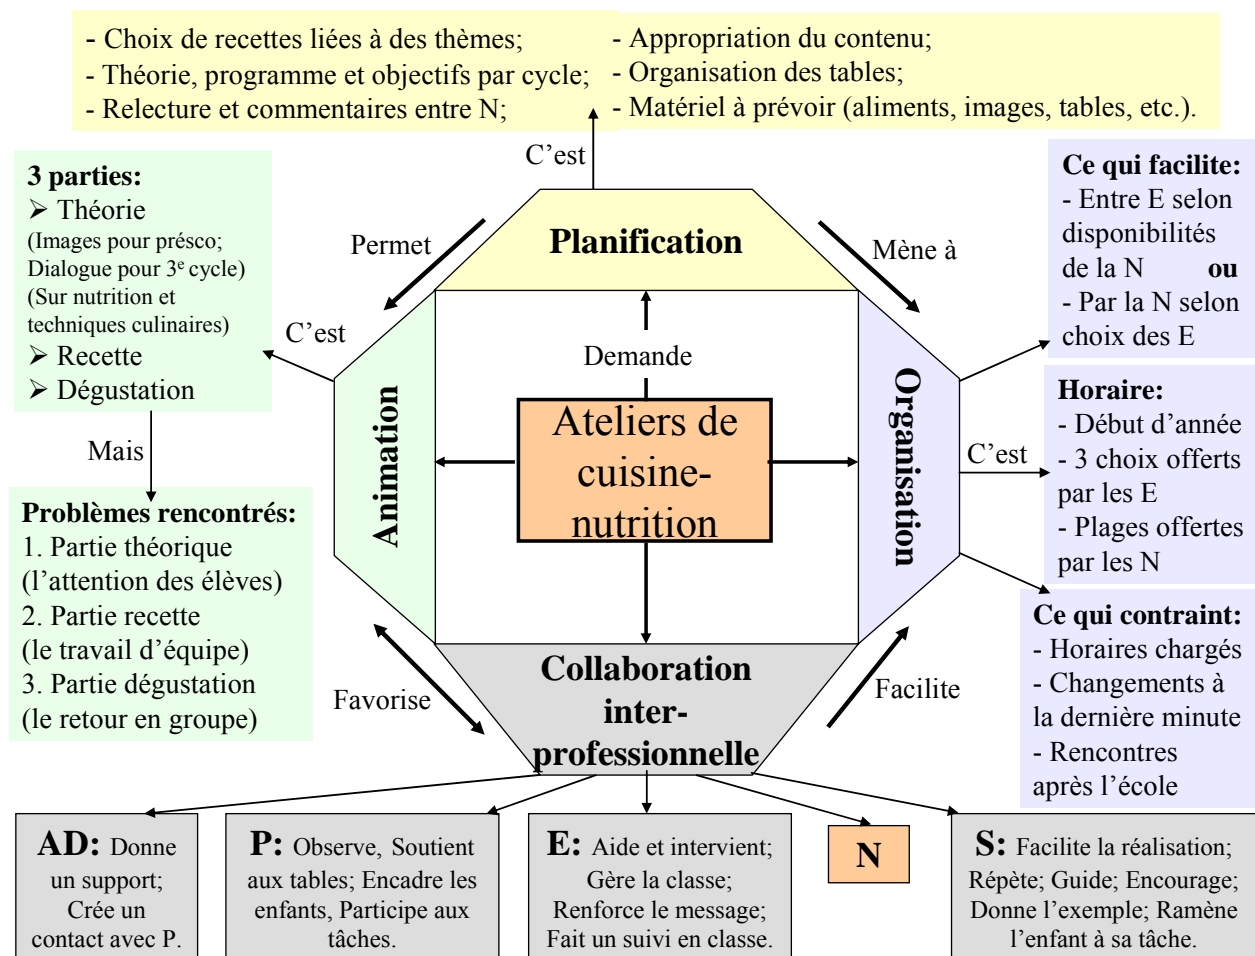 - Choix de recettes liées à des thèmes;
- Théorie, programme et objectifs par cycle;
- Relecture et commentaires entre N;
- Appropriation du contenu;
- Organisation des tables;
- Matériel à prévoir (aliments, images, tables, etc.).
C’est
3 parties:
➢ Théorie
(Images pour présco;
Dialogue pour 3e cycle)
(Sur nutrition et
techniques culinaires)
➢ Recette
➢ Dégustation
Permet
Planification
Mène à
Ce qui facilite:
- Entre E selon
disponibilités
de la N ou
- Par la N selon
choix des E
C’est
Demande
Animation
Ateliers de
cuisine-
nutrition
Organisation
C’est
Horaire:
- Début d’année
- 3 choix offerts
par les E
- Plages offertes
par les N
Mais
Problèmes rencontrés:
1. Partie théorique
(l’attention des élèves)
2. Partie recette
(le travail d’équipe)
3. Partie dégustation
(le retour en groupe)
Favorise
Collaboration
inter-
professionnelle
Facilite
Ce qui contraint:
- Horaires chargés
- Changements à
la dernière minute
- Rencontres
après l’école
AD: Donne
un support;
Crée un
contact avec P.
P: Observe, Soutient
aux tables; Encadre les
enfants, Participe aux
tâches.
E: Aide et intervient;
Gère la classe;
Renforce le message;
Fait un suivi en classe.
N
S: Facilite la réalisation;
Répète; Guide; Encourage;
Donne l’exemple; Ramène
l’enfant à sa tâche.